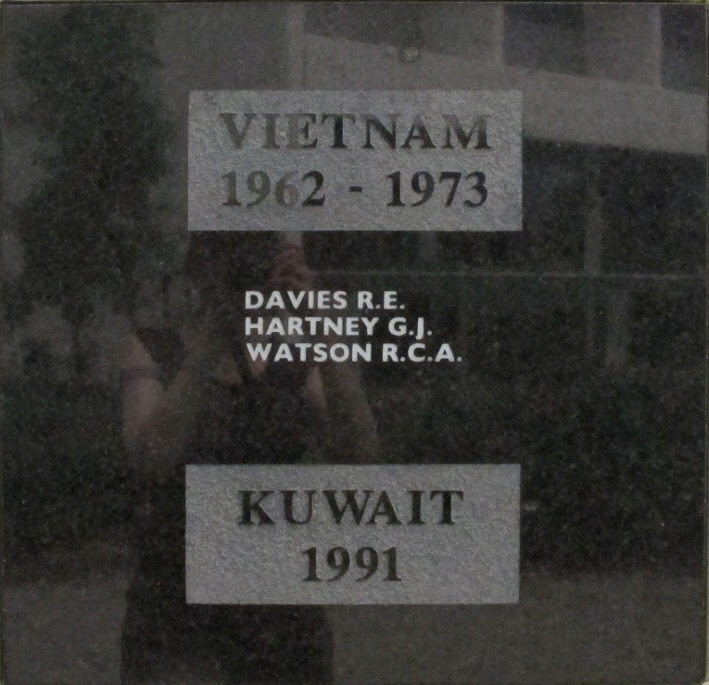 VIETNAM
1962 - 1973
DAVIES R.E.
HARTNEY G.J.
WATSON R.C.A.
KUWAIT
1991